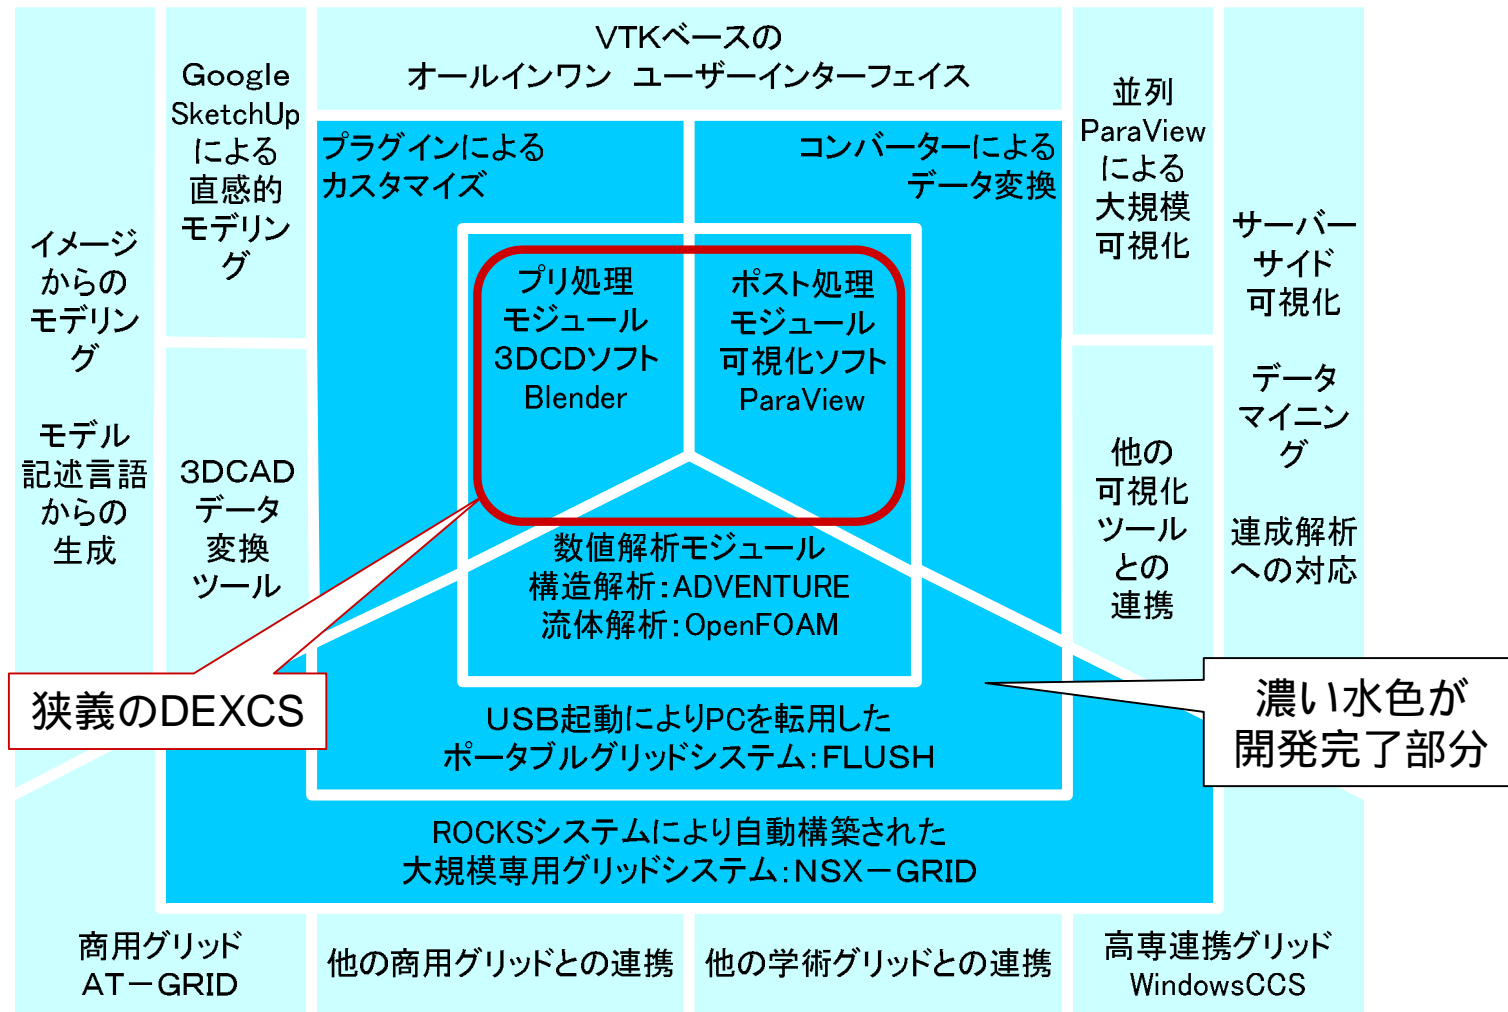 VTKベースの
オールインワン　ユーザーインターフェイス
イメージ
からの
モデリン
グ
モデル
記述言語
からの
生成
Google
SketchUp
による
直感的
モデリン
グ
3DCAD
データ
変換
ツール
プラグインによる
カスタマイズ
コンバーターによる
データ変換
プリ処理
モジュール
3DCDソフト
Blender
ポスト処理
モジュール
可視化ソフト
ParaView
数値解析モジュール
構造解析：ADVENTURE
流体解析：OpenFOAM
並列
ParaView
による
大規模
可視化
他の
可視化
ツール
との
連携
サーバー
サイド
可視化
データ
マイニン
グ
連成解析
への対応
狭義のDEXCS
濃い水色が
開発完了部分
USB起動によりPCを転用した
ポータブルグリッドシステム：FLUSH
ROCKSシステムにより自動構築された
大規模専用グリッドシステム：NSX－GRID
商用グリッド
AT－GRID
他の商用グリッドとの連携
他の学術グリッドとの連携
高専連携グリッド
WindowsCCS